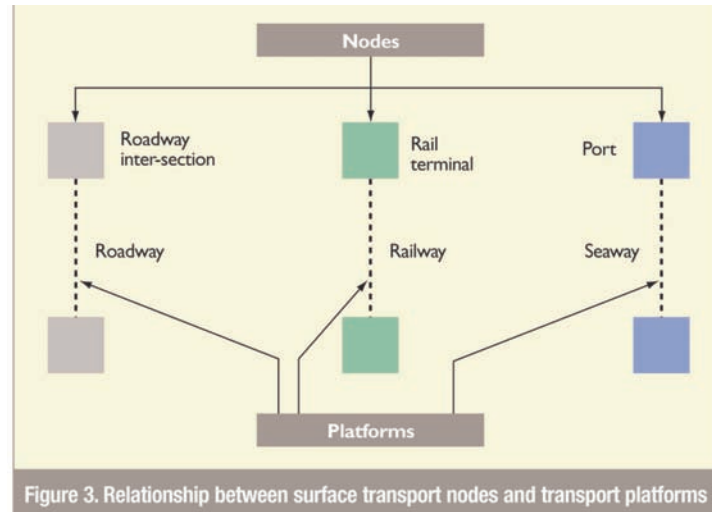 Nodes
Roadway
inter-section
Rail
terminal
Port
Roadway
Railway
Seaway
Platforms
Figure 3. Relationship between surface transport nodes and transport platforms